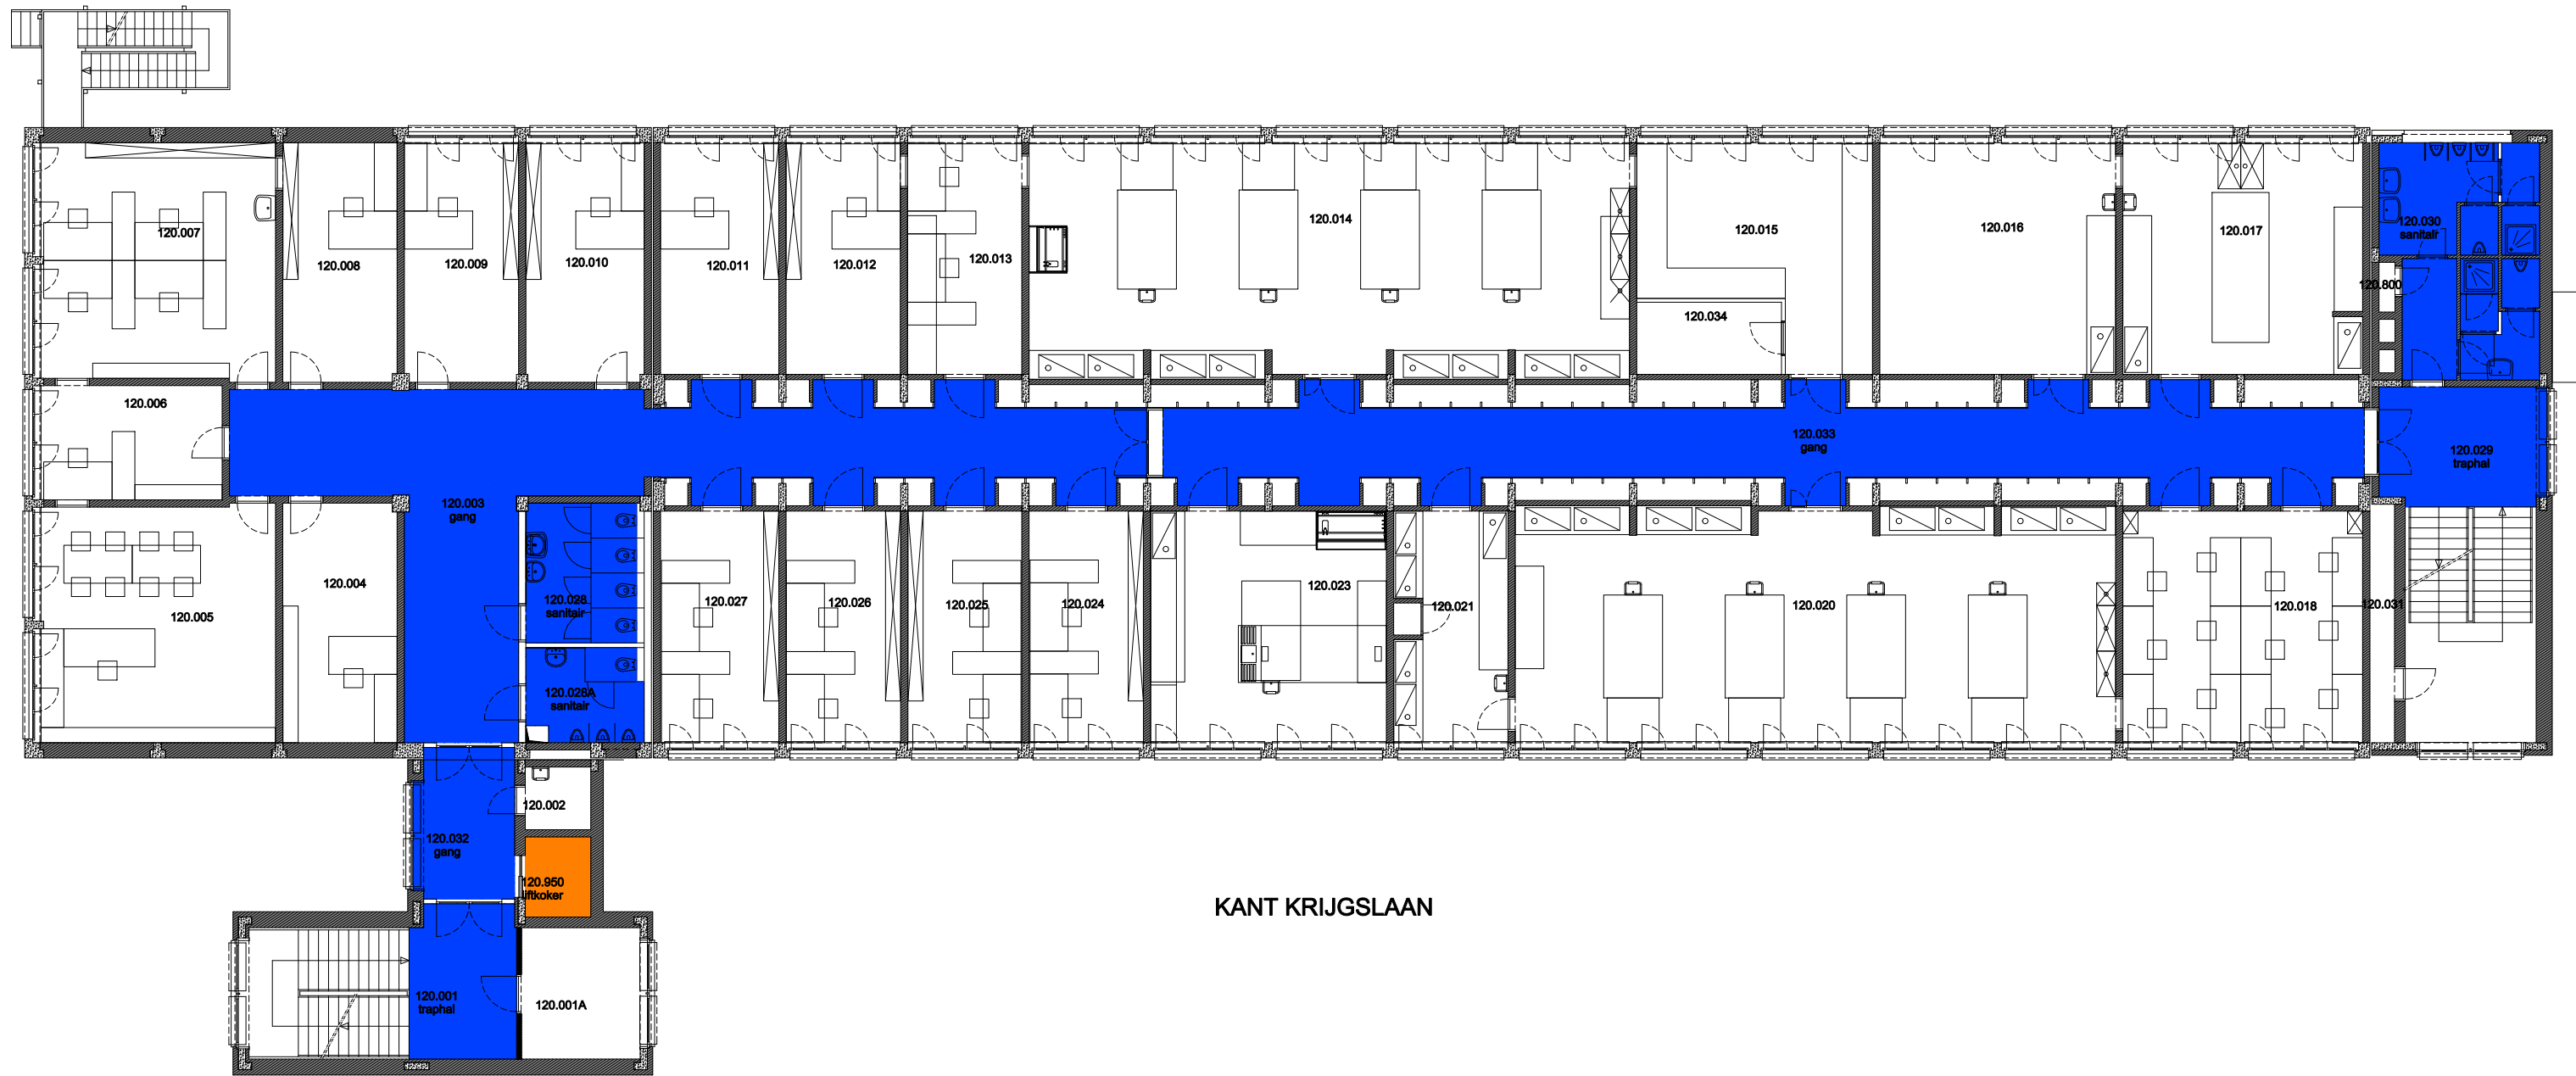 120.007
120.008
120.009
120.010
120.011
120.012
120.013
120.014
120.015
120.034
120.016
120.017
120.030
sanitair
120.800
120.006
120.003
gang
120.033
gang
120.029
traphal
120.005
120.004
120.028
sanitair
120.028A
sanitair
120.027
120.026
120.025
120.024
120.023
120.021
120.020
120.018
120.031
120.002
120.032
gang
120.950
liftkoker
KANT KRIJGSLAAN
120.001
traphal
120.001A